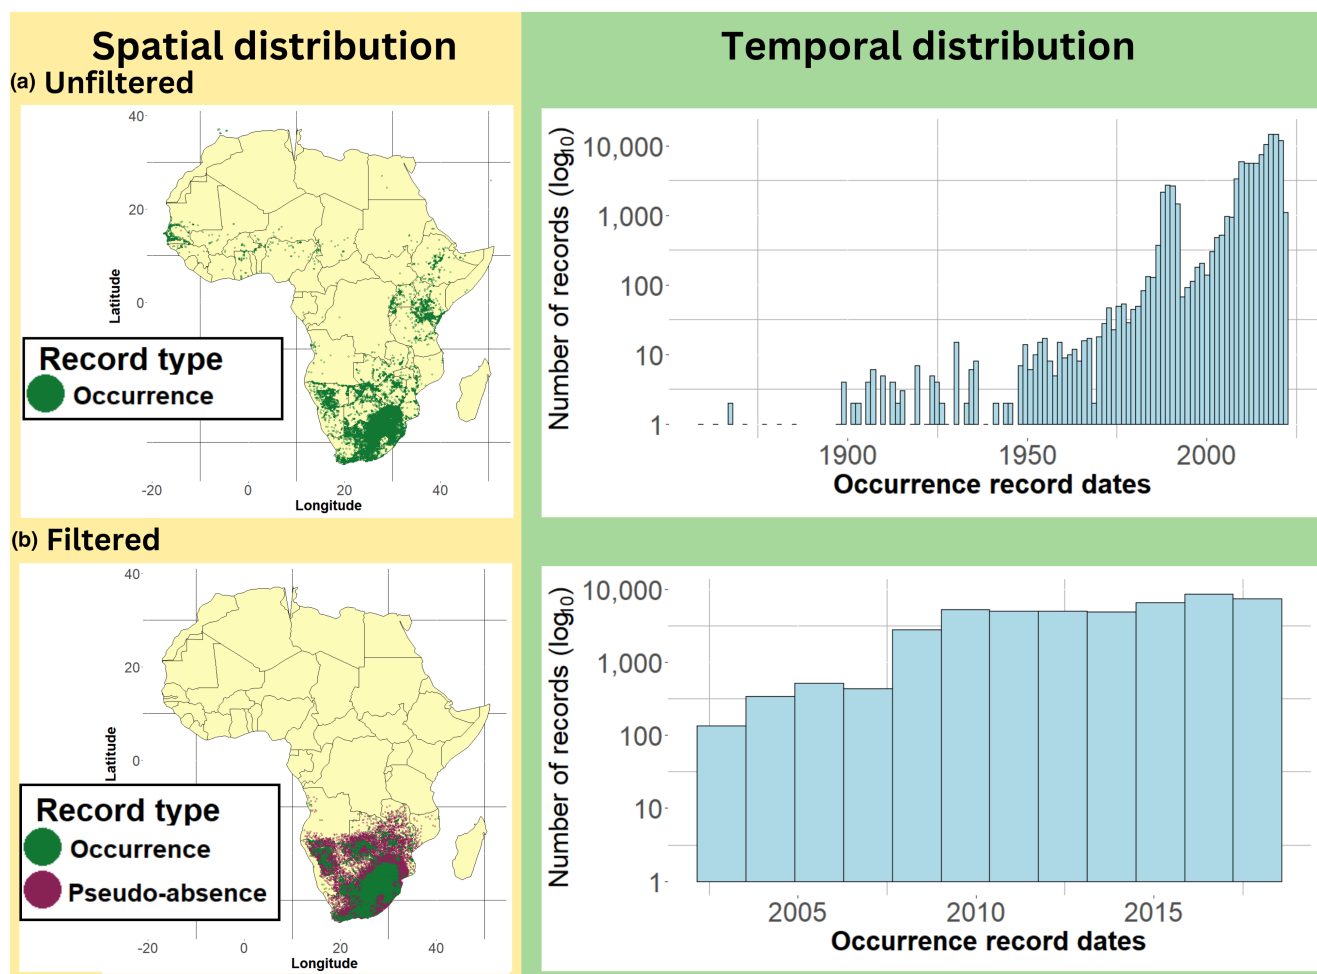 Spatial distribution
Temporal distribution
(a) Unfiltered
40
20
0
Latitude
Record type
Occurrence
-20
0
20
40
Longitude
Number of records (log10)
10,000
1,000
100
10
1
1900
1950
2000
Occurrence record dates
(b) Filtered
40
20
0
Latitude
Record type
Occurrence
Pseudo-absence
-20
0
20
40
Longitude
Number of records (log10)
10,000
1,000
100
10
1
2005
2010
2015
Occurrence record dates